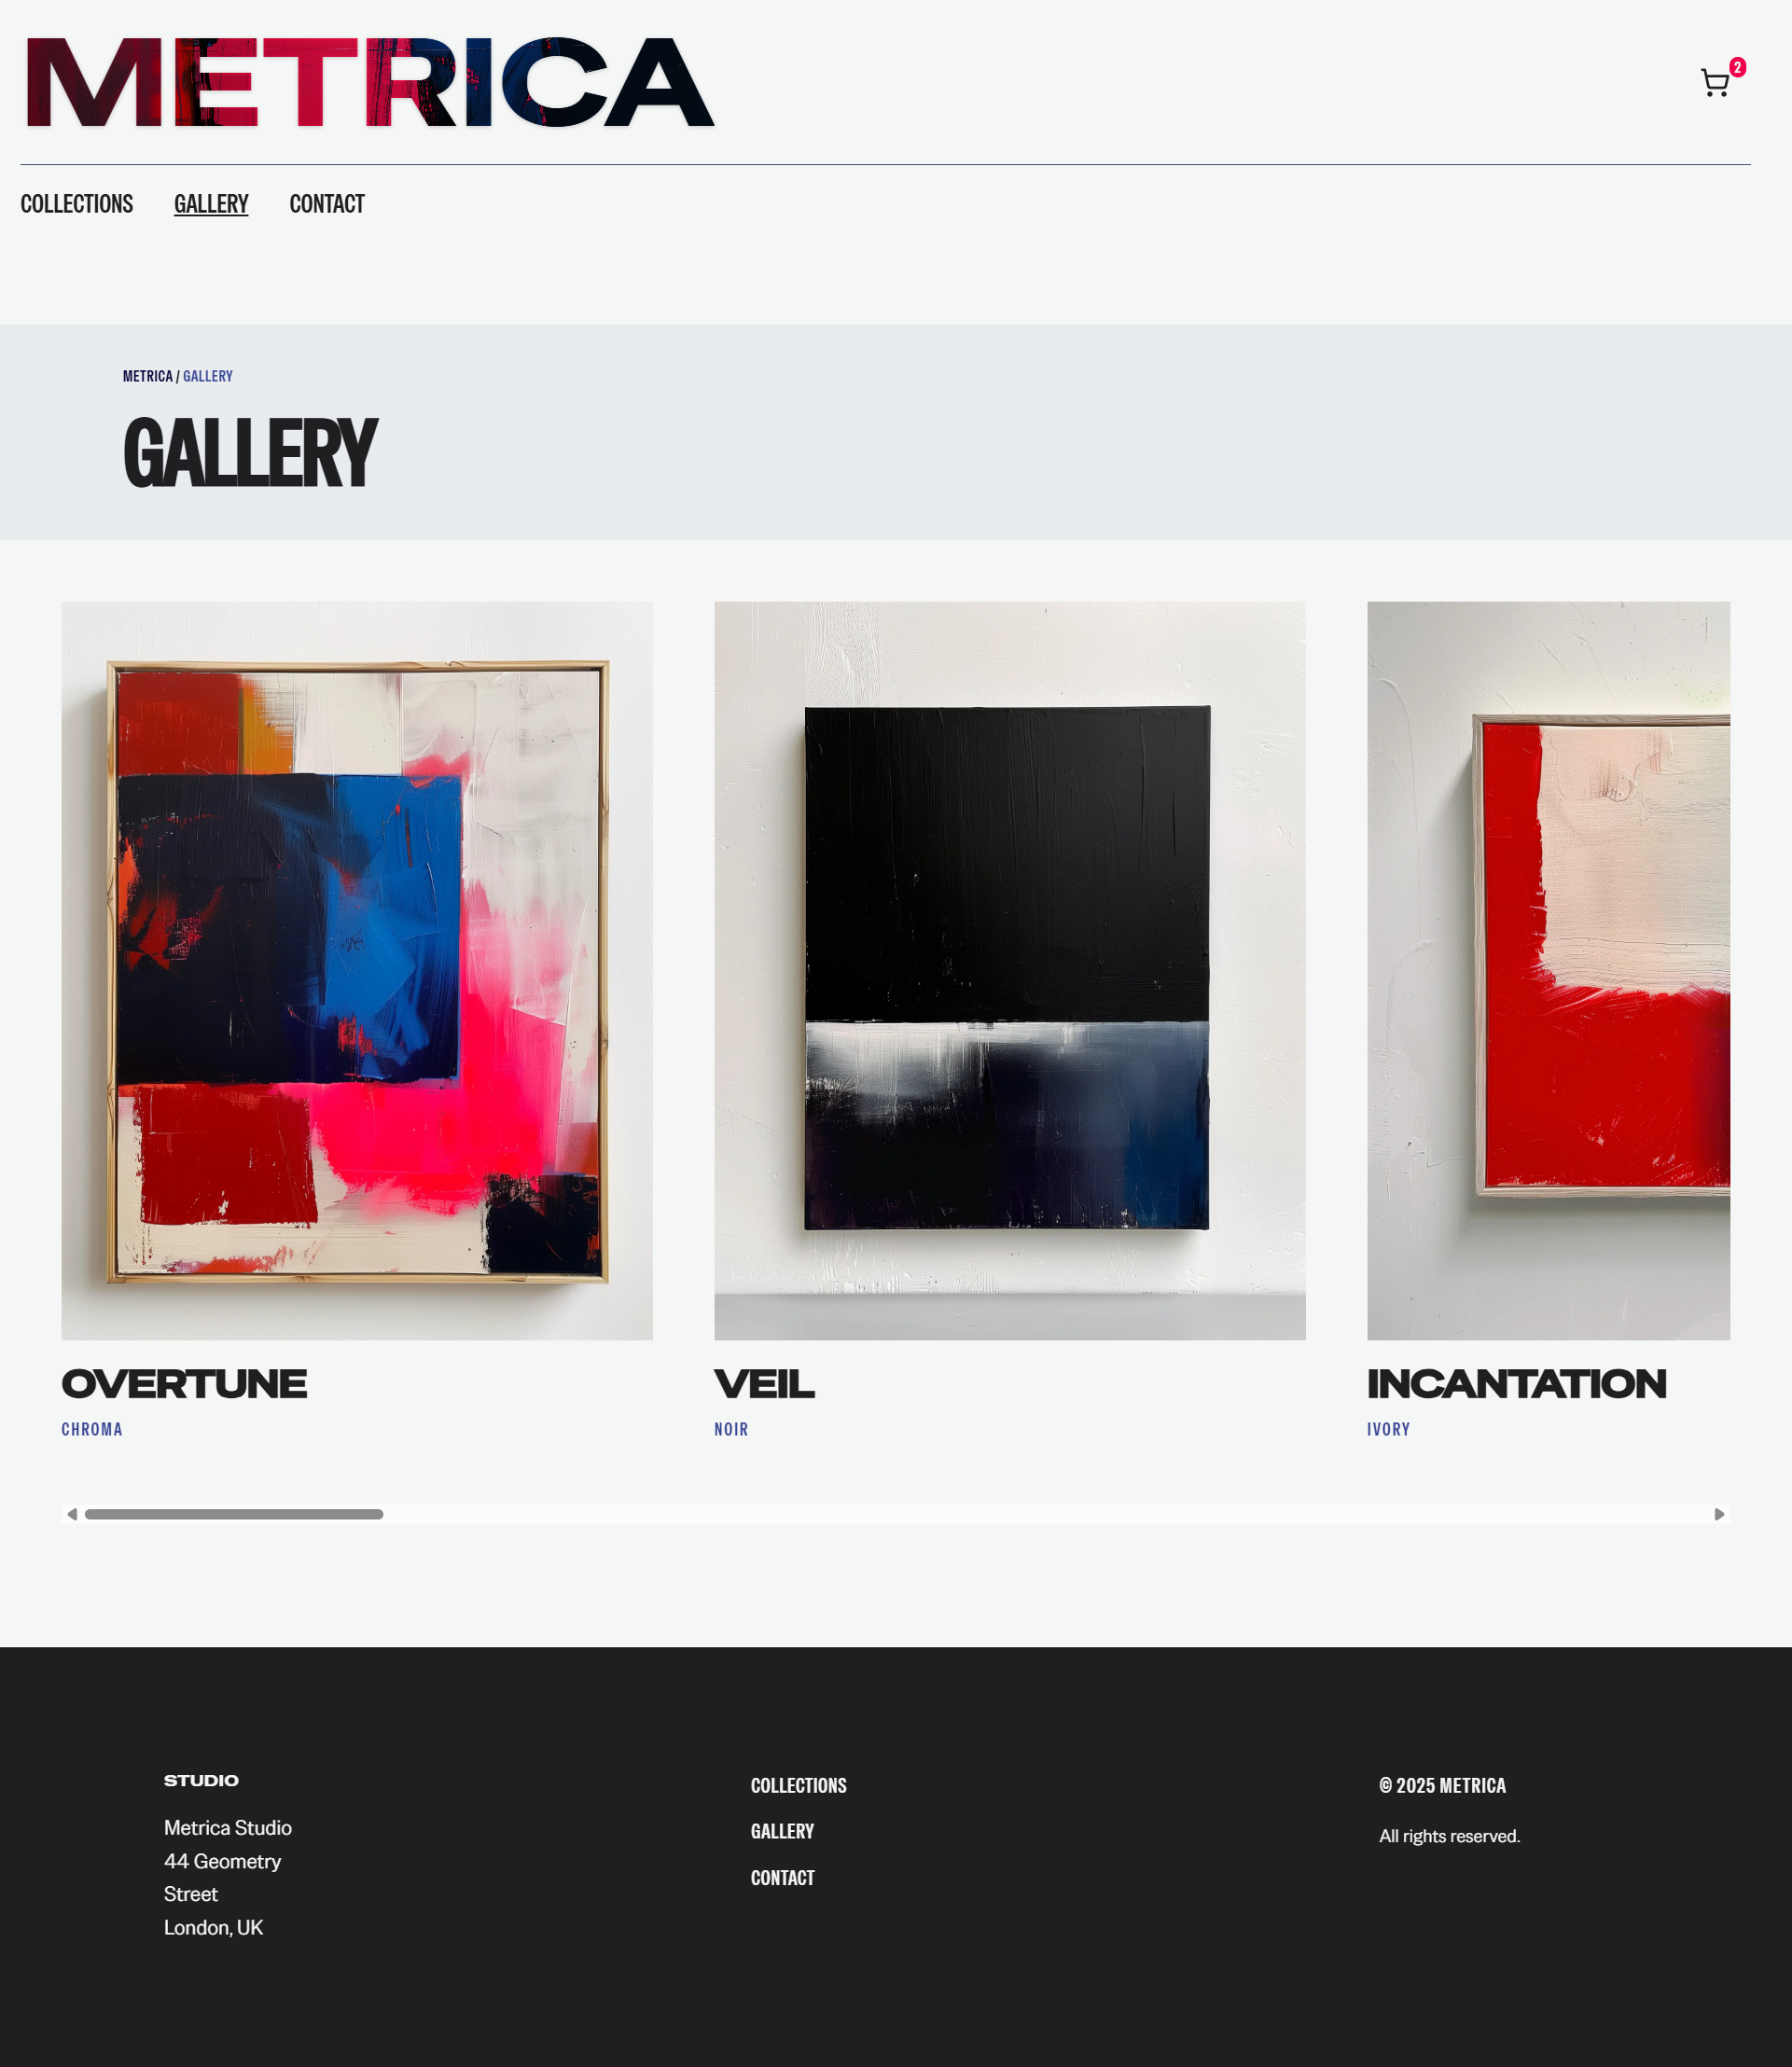 METRICA
2
COLLECTIONS GALLERY CONTACT
METRICA / GALLERY
GALLERY
OVERTUNE
CHROMA
VEIL
NOIR
INCANTATION
IVORY
STUDIO
Metrica Studio
44 Geometry
Street
London, UK
COLLECTIONS
GALLERY
CONTACT
© 2025 METRICA
All rights reserved.